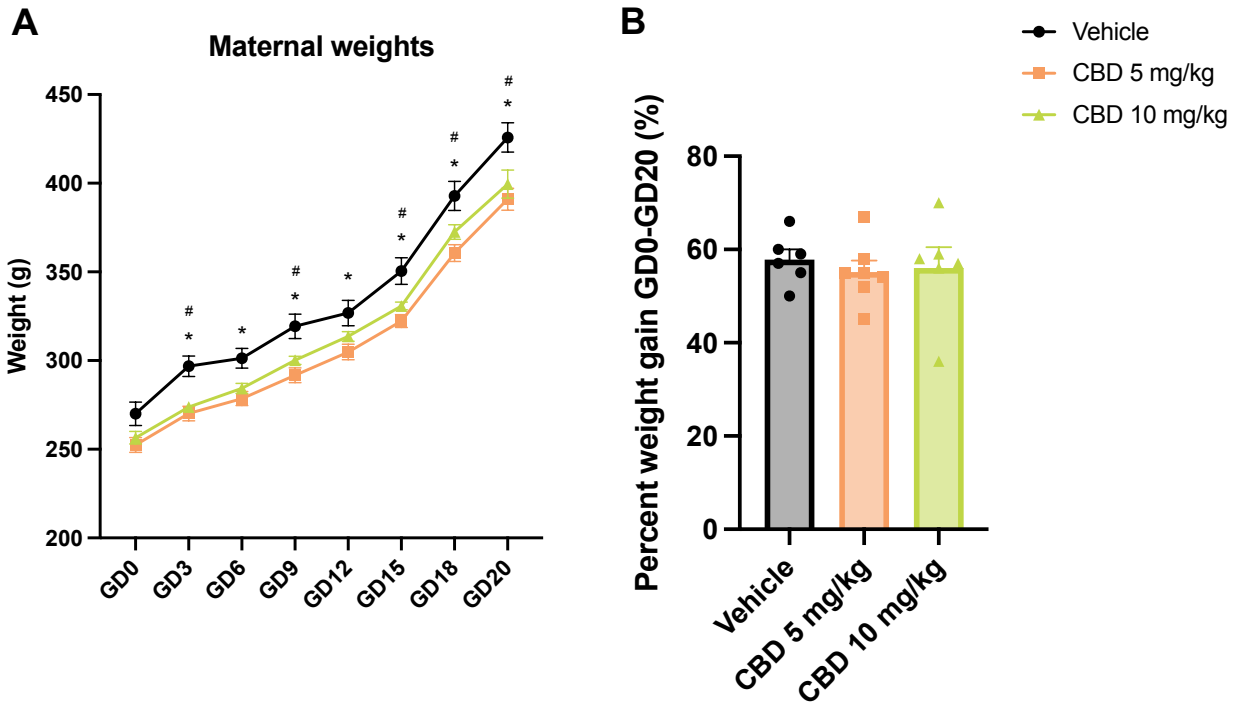 A
Maternal weights
Weight (g)
450
400
350
300
250
200
#
*
*
#
*
*
#
*
#
*
#
*
GD0
GD3
GD6
GD9
GD12
GD15
GD18
GD20
B
Percent weight gain GD0-GD20 (%)
80
60
40
20
0
Vehicle
CBD 5 mg/kg
CBD 10 mg/kg
Vehicle
CBD 5 mg/kg
CBD 10 mg/kg